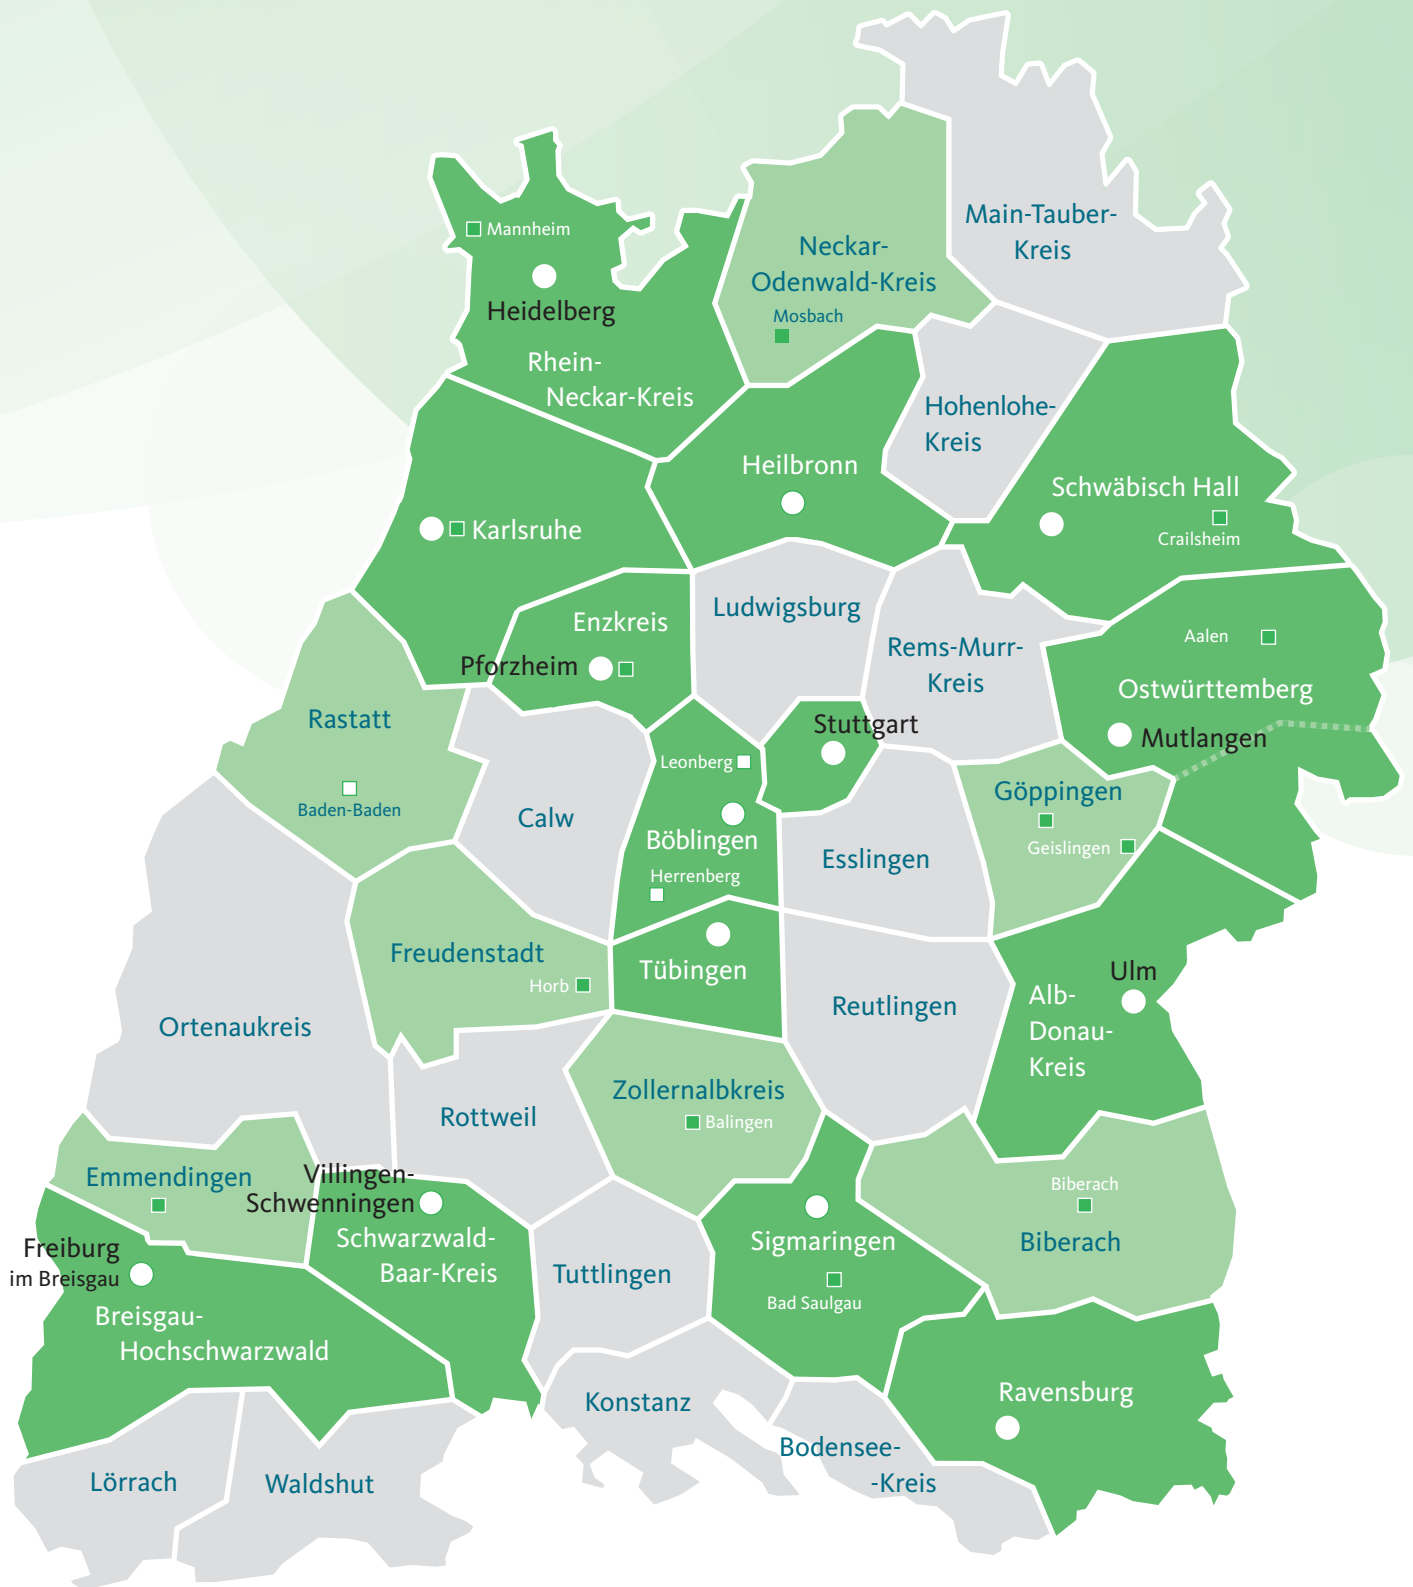 Main-Tauber-
Kreis
Mannheim
Heidelberg
Rhein-
Neckar-Kreis
Neckar-
Odenwald-Kreis
Mosbach
Hohenlohe-
Kreis
Heilbronn
Schwäbisch Hall
Crailsheim
Karlsruhe
Enzkreis
Pforzheim
Ludwigsburg
Rems-Murr-
Kreis
Aalen
Ostwürttemberg
Mutlangen
Rastatt
Baden-Baden
Calw
Leonberg
Böblingen
Herrenberg
Stuttgart
Esslingen
Göppingen
Geislingen
Freudenstadt
Horb
Tübingen
Reutlingen
Ulm
Alb-
Donau-
Kreis
Ortenaukreis
Rottweil
Zollernalbkreis
Balingen
Emmendingen
Villingen-
Schwenningen
Schwarzwald-
Baar-Kreis
Freiburg
im Breisgau
Breisgau-
Hochschwarzwald
Tuttlingen
Sigmaringen
Bad Saulgau
Biberach
Biberach
Ravensburg
Konstanz
Bodensee-
-Kreis
Lörrach
Waldshut